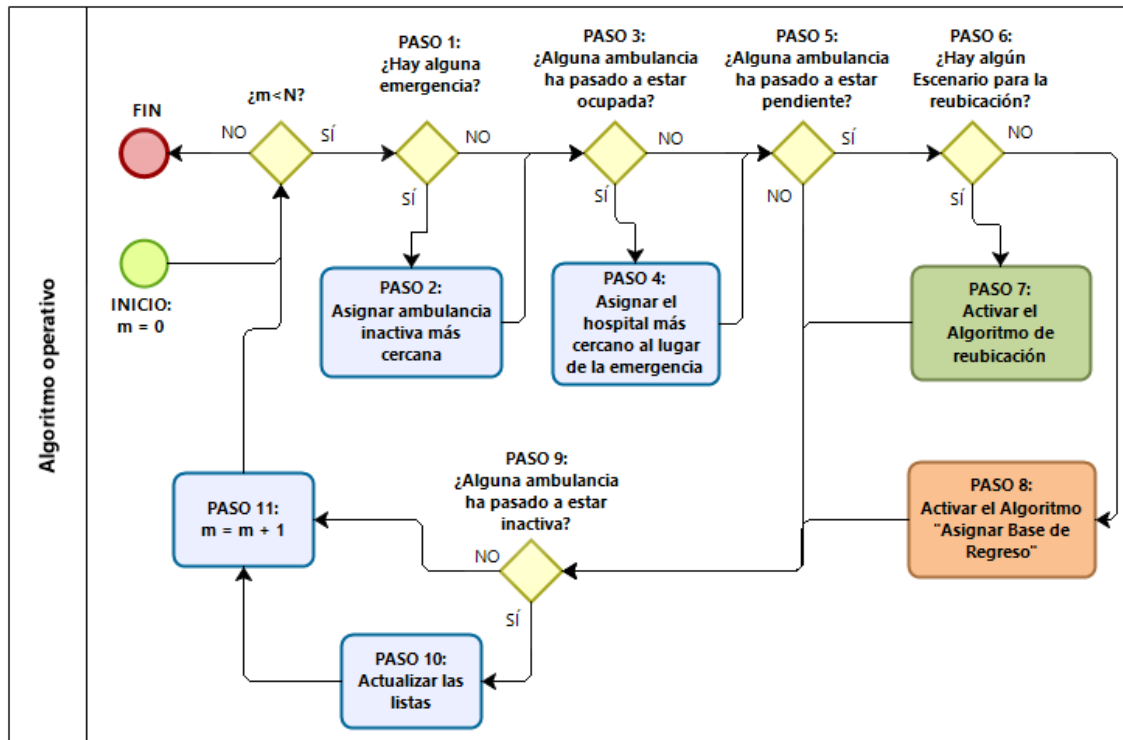 Algoritmo operativo
FIN
¿m<N?
NO
SÍ
INICIO:
m = 0
PASO 1:
¿Hay alguna
emergencia?
NO
SÍ
PASO 2:
Asignar ambulancia
inactiva más
cercana
PASO 3:
¿Alguna ambulancia
ha pasado a estar
ocupada?
NO
SÍ
PASO 4:
Asignar el
hospital más
cercano al lugar
de la emergencia
PASO 5:
¿Alguna ambulancia
ha pasado a estar
pendiente?
SÍ
NO
PASO 6:
¿Hay algún
Escenario para la
reubicación?
NO
SÍ
PASO 7:
Activar el
Algoritmo de
reubicación
PASO 8:
Activar el Algoritmo
"Asignar Base de
Regreso"
PASO 9:
¿Alguna ambulancia
ha pasado a estar
inactiva?
NO
SÍ
PASO 10:
Actualizar las
listas
PASO 11:
m = m + 1